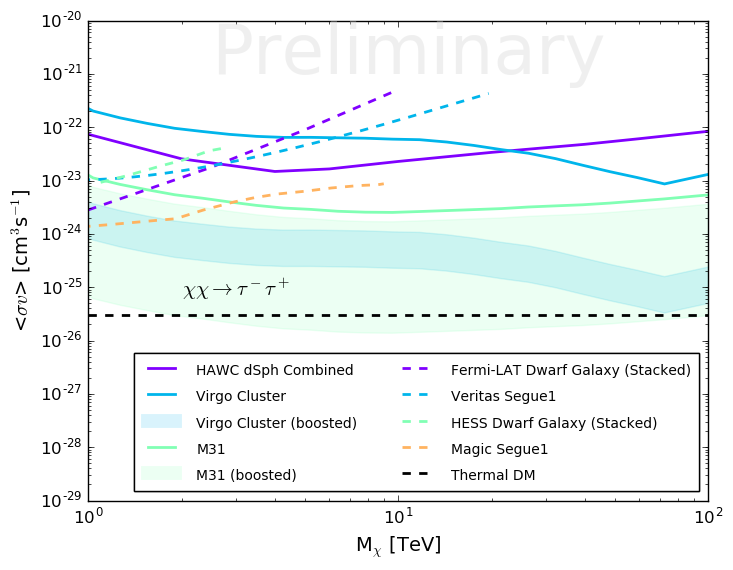 Preliminary
10^-20
10^-21
10^-22
10^-23
10^-24
10^-25
10^-26
10^-27
10^-28
10^-29
<σv> [cm³s⁻¹]
χχ → τ⁻τ⁺
HAWC dSph Combined
Virgo Cluster
Virgo Cluster (boosted)
M31
M31 (boosted)
Fermi-LAT Dwarf Galaxy (Stacked)
Veritas Segue1
HESS Dwarf Galaxy (Stacked)
Magic Segue1
Thermal DM
10^0
10^1
10^2
M_χ [TeV]